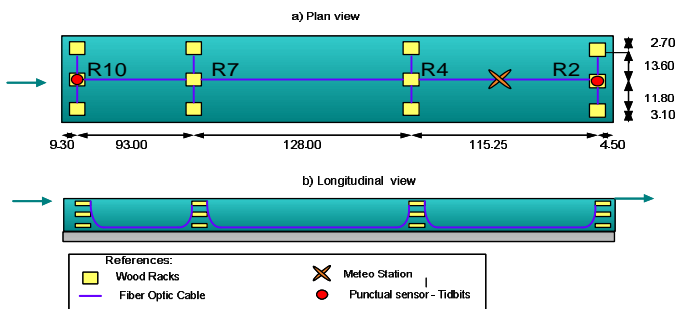 a) Plan view
2.70
R10 R7 R4 R2 13.60
11.80
3.10
9.30 93.00 128.00 115.25 4.50
b) Longitudinal view
References:
Wood Racks Meteo Station
Fiber Optic Cable Punctual sensor - Tidbits